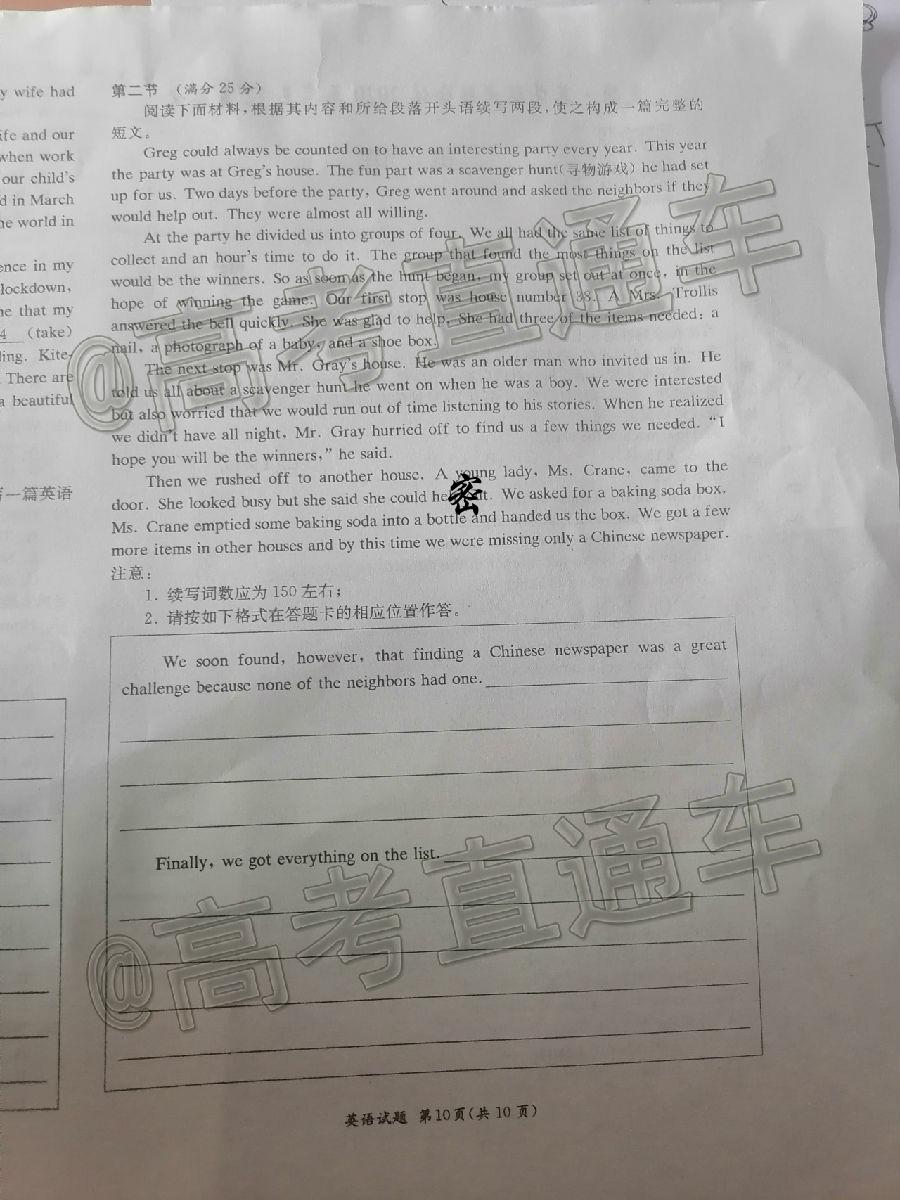 y wife had
ife and our
when work
our child's
d in March
he world in
ence in my
lockdown,
ne that my
4 (take)
ling. Kite-
There are
a beautiful
写一篇英语
第二节 (满分 25 分)
阅读下面材料,根据其内容和所给段落开头语续写两段,使之构成一篇完整的
短文。
Greg could always be counted on to have an interesting party every year. This year
the party was at Greg's house. The fun part was a scavenger hunt(寻物游戏) he had set
up for us. Two days before the party, Greg went around and asked the neighbors if they
would help out. They were almost all willing.
At the party he divided us into groups of four. We all had the same list of things to
collect and an hour's time to do it. The group that found the most things on the list
would be the winners. So as soon as the hunt began, my group set out at once, in the
hope of winning the game. Our first stop was house number 38. A Mrs. Trollis
answered the bell quickly. She was glad to help. She had three of the items needed: a
nail, a photograph of a baby, and a shoe box.
The next stop was Mr. Gray's house. He was an older man who invited us in. He
told us all about a scavenger hunt he went on when he was a boy. We were interested
but also worried that we would run out of time listening to his stories. When he realized
we didn't have all night, Mr. Gray hurried off to find us a few things we needed. "I
hope you will be the winners," he said.
Then we rushed off to another house. A young lady, Ms. Crane, came to the
door. She looked busy but she said she could he 密 t. We asked for a baking soda box.
Ms. Crane emptied some baking soda into a bottle and handed us the box. We got a few
more items in other houses and by this time we were missing only a Chinese newspaper.
注意:
1. 续写词数应为 150 左右;
2. 请按如下格式在答题卡的相应位置作答。
We soon found, however, that finding a Chinese newspaper was a great
challenge because none of the neighbors had one.
Finally, we got everything on the list.
英语试题 第10页(共 10 页)
@高考直通车
@高考直通车